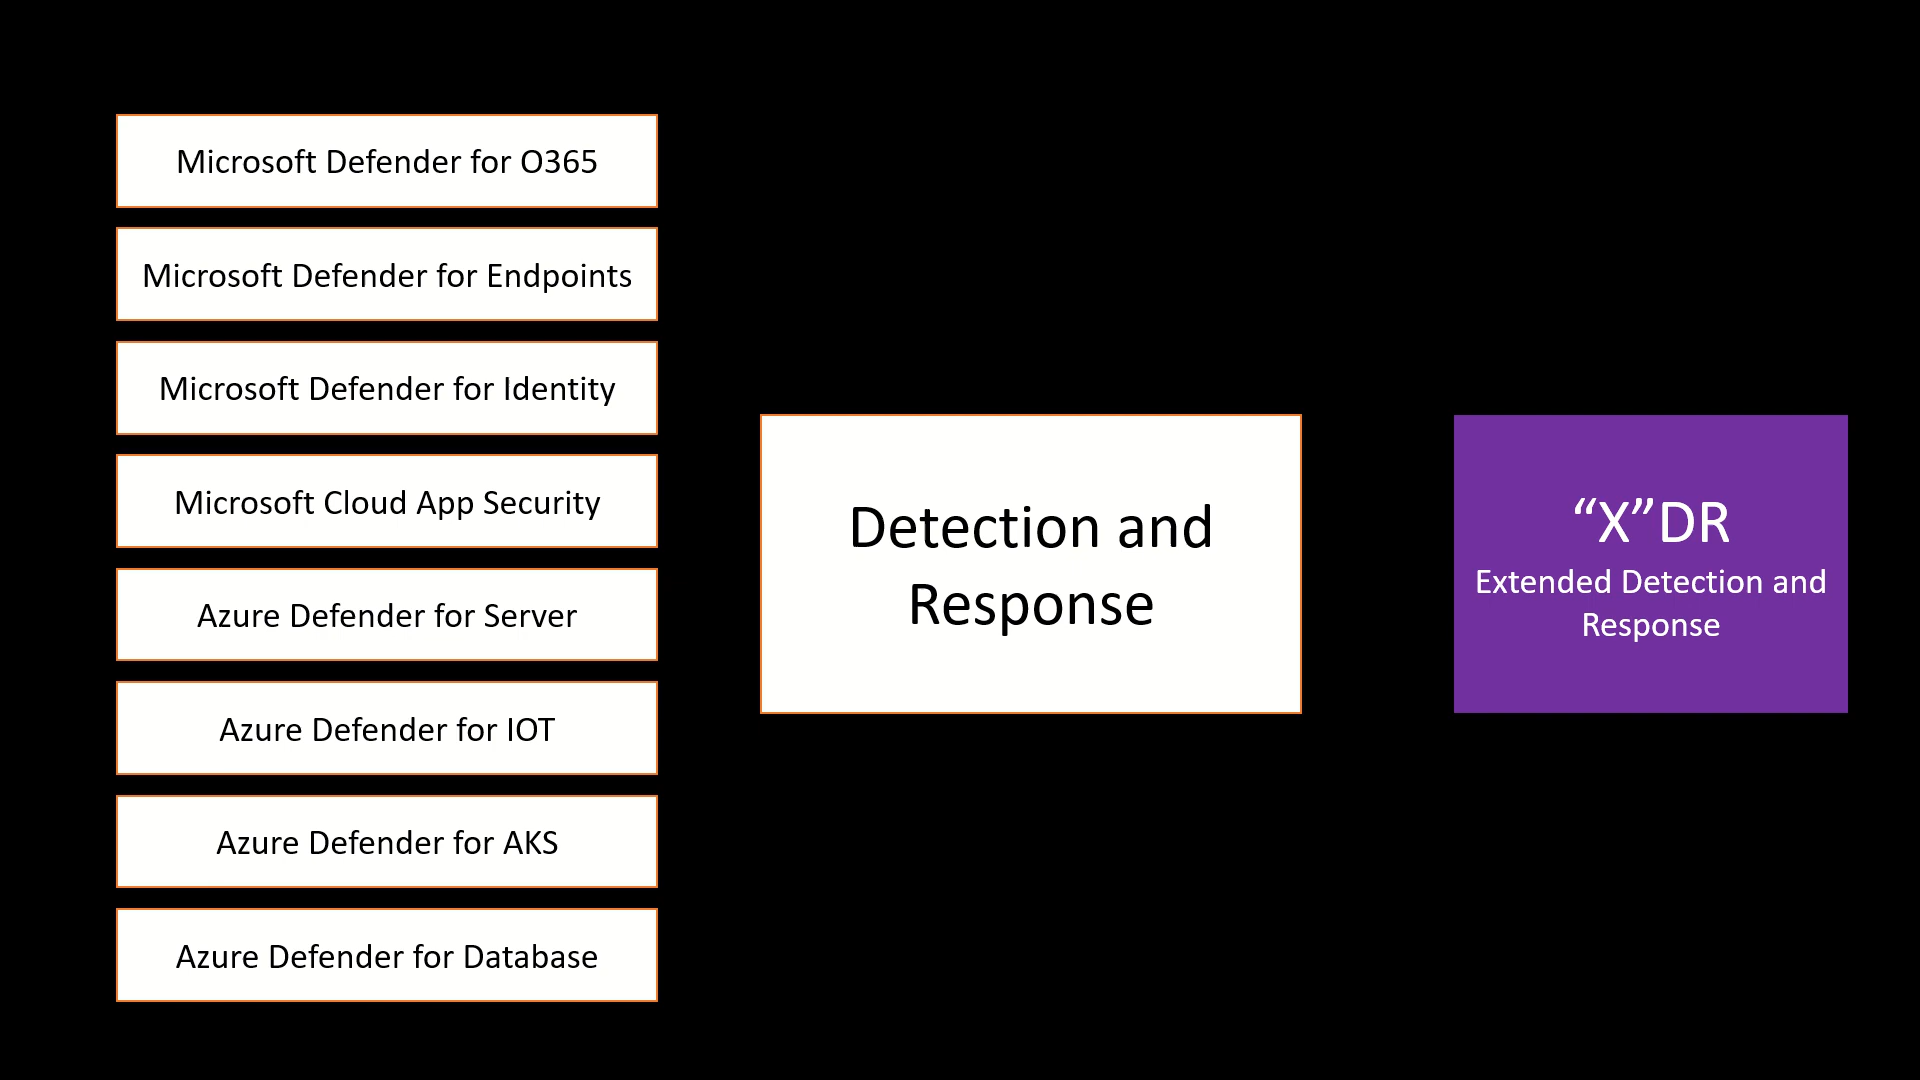 Microsoft Defender for O365
Microsoft Defender for Endpoints
Microsoft Defender for Identity
Microsoft Cloud App Security
Azure Defender for Server
Azure Defender for IOT
Azure Defender for AKS
Azure Defender for Database
Detection and
Response
“X”DR
Extended Detection and
Response